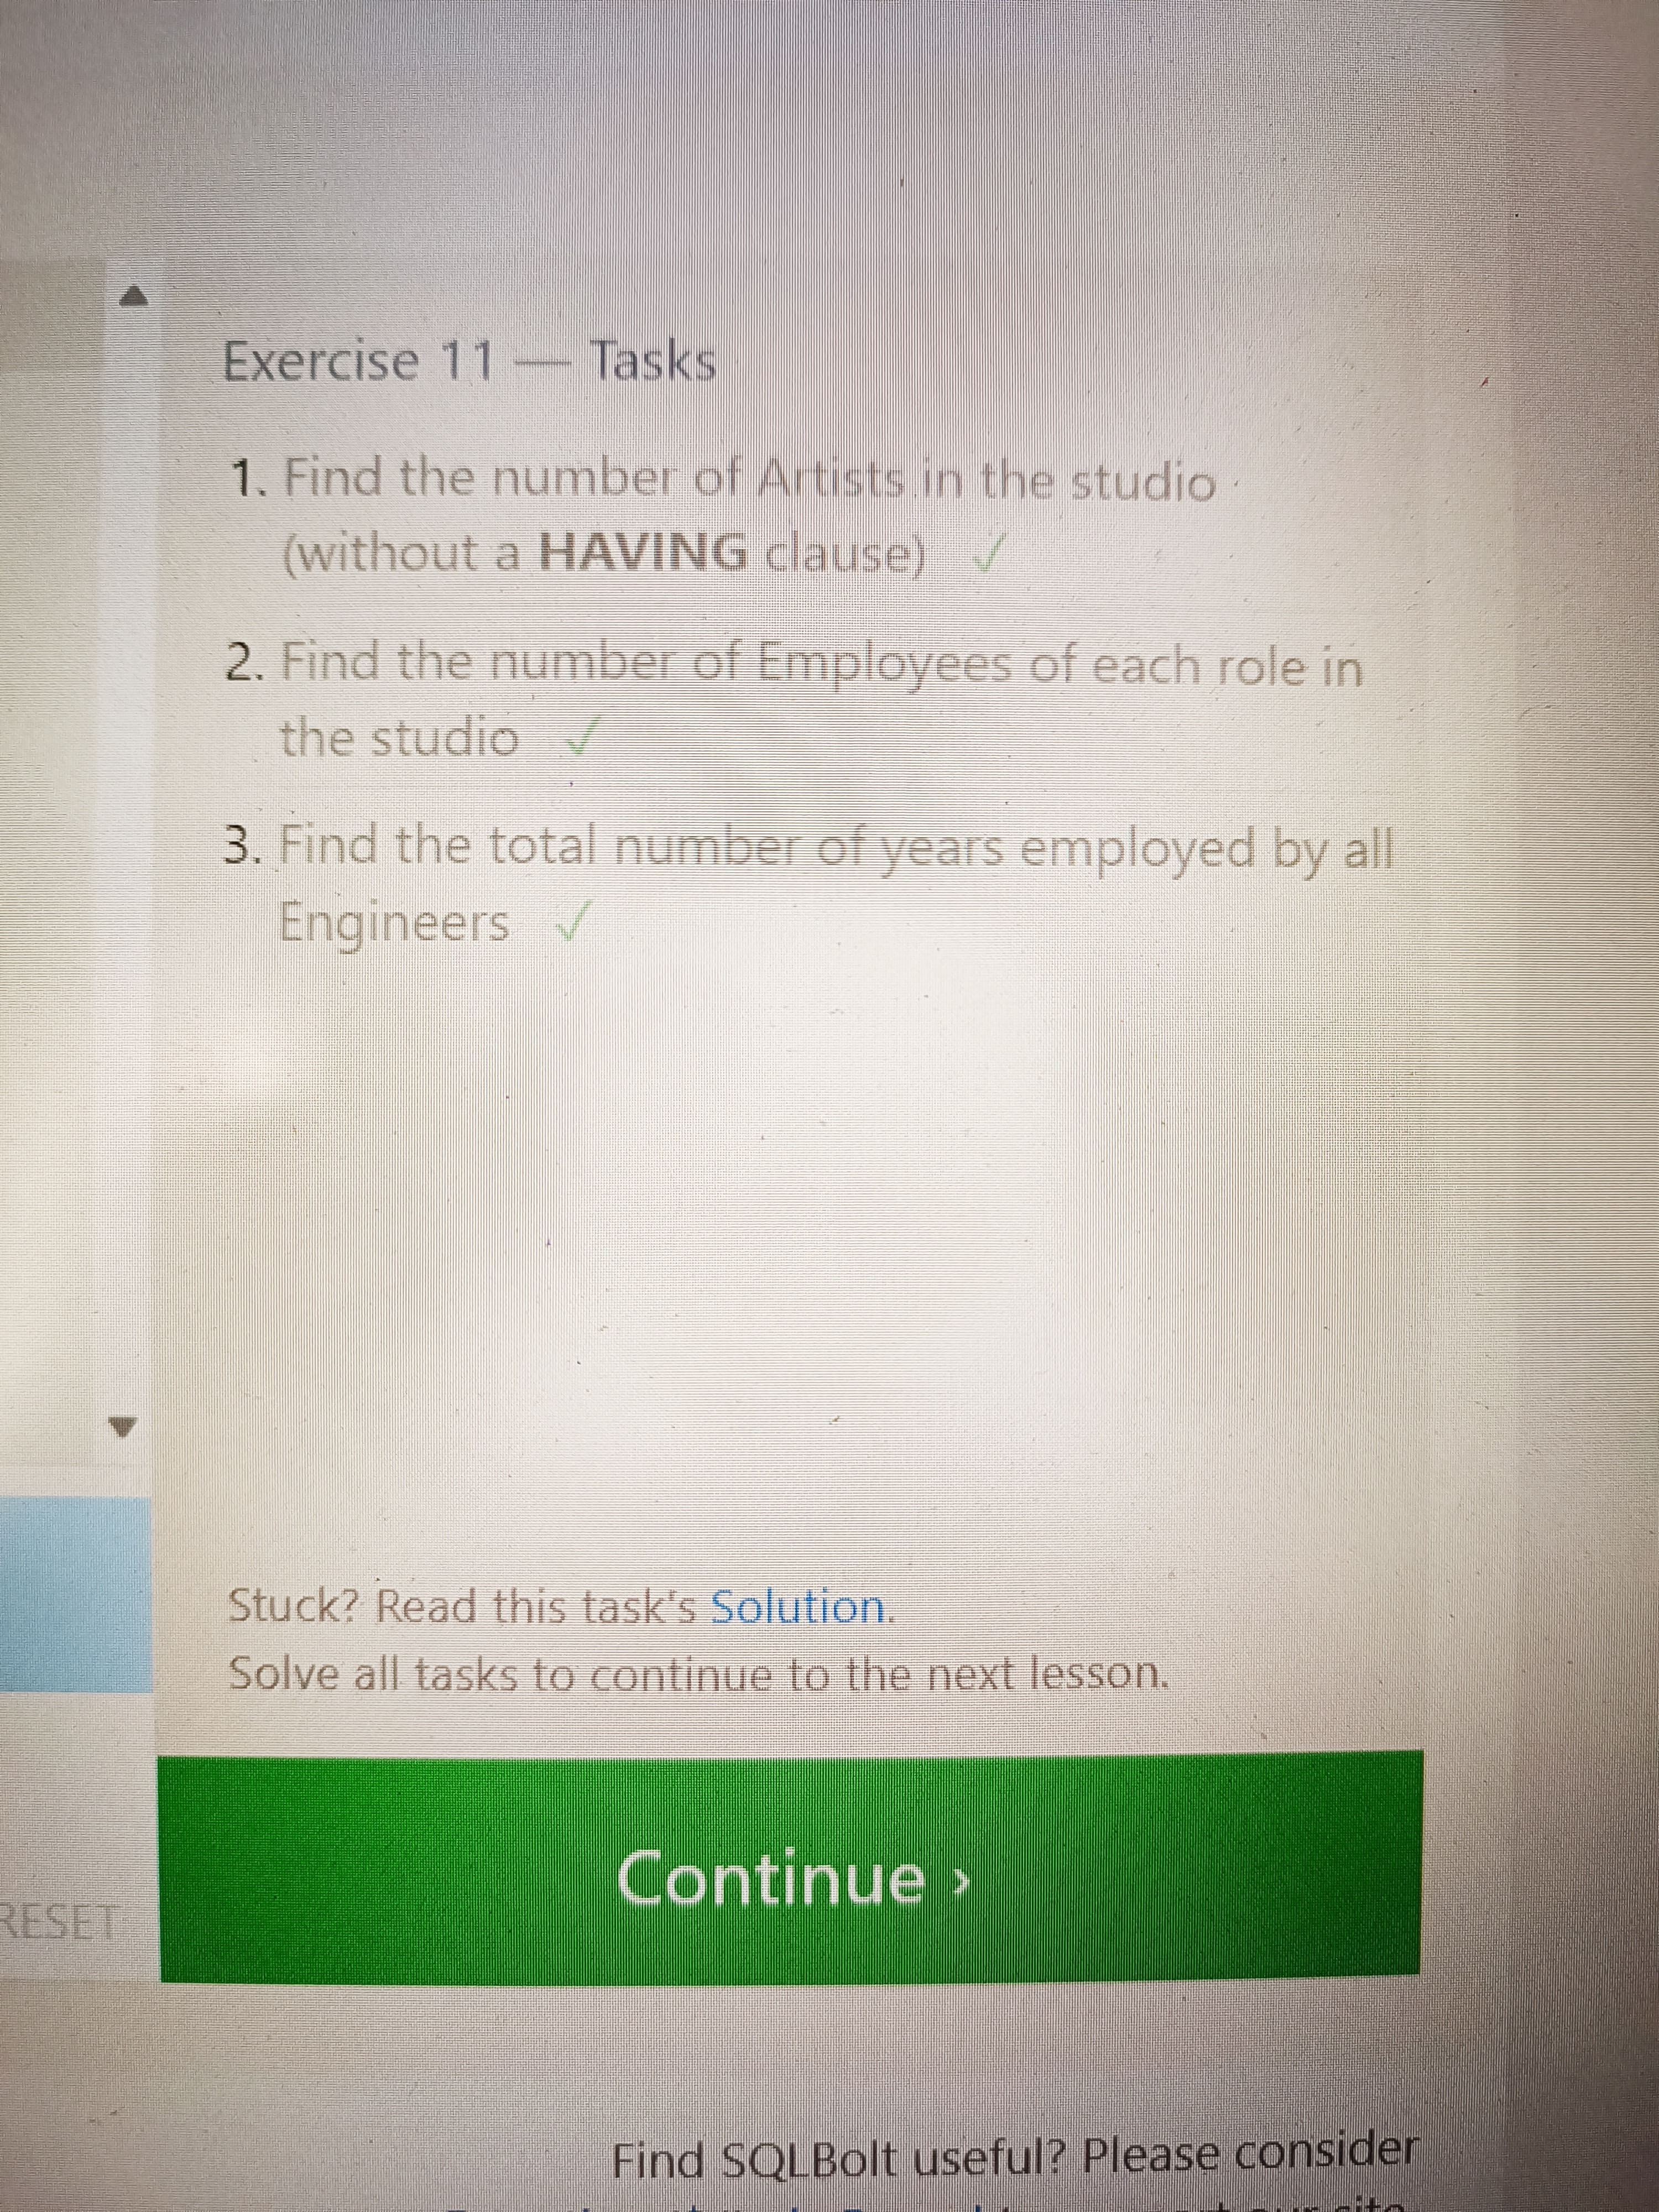 Exercise 11 — Tasks
1. Find the number of Artists in the studio
(without a HAVING clause) ✓
2. Find the number of Employees of each role in
the studio ✓
3. Find the total number of years employed by all
Engineers ✓
Stuck? Read this task's Solution.
Solve all tasks to continue to the next lesson.
Continue ›
RESET
Find SQLBolt useful? Please consider